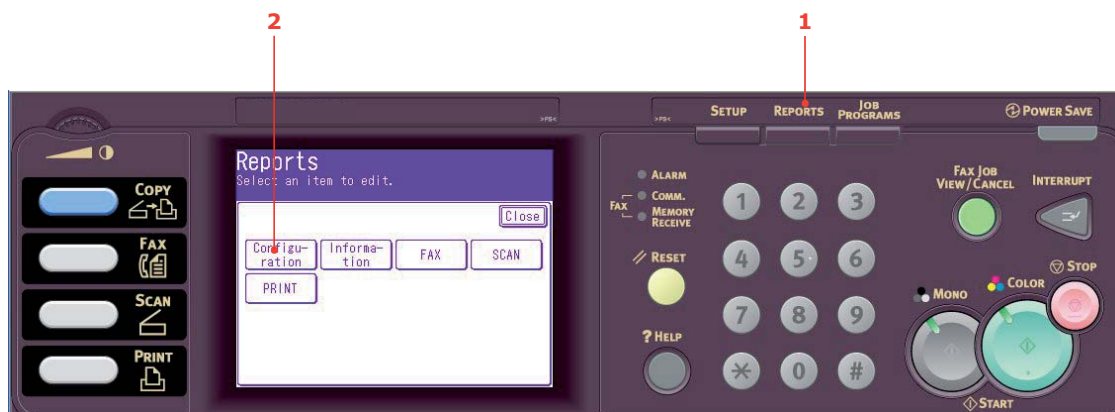 2
1
>PS<
>PS<
SETUP
REPORTS
JOB
PROGRAMS
POWER SAVE
Reports
Select an item to edit.
Close
Configu-
ration
Informa-
tion
FAX
SCAN
PRINT
COPY
FAX
SCAN
PRINT
ALARM
FAX
COMM.
MEMORY
RECEIVE
RESET
? HELP
1
2
3
4
5
6
7
8
9
*
0
#
FAX JOB
VIEW/CANCEL
INTERRUPT
STOP
MONO
COLOR
START